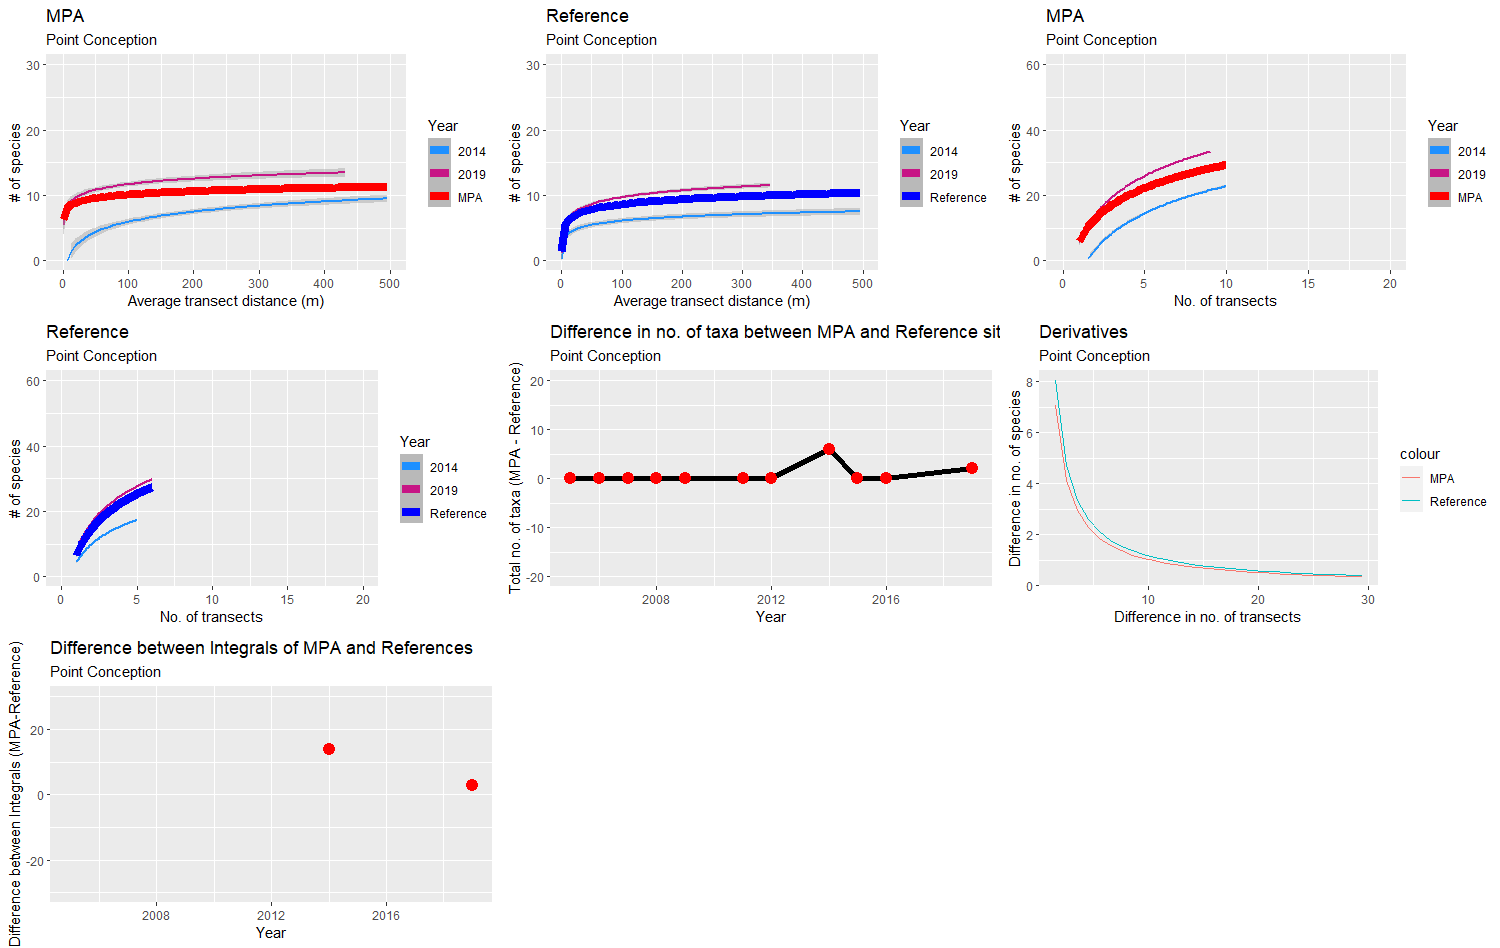 MPA
Point Conception
# of species
30
20
10
0
0 100 200 300 400 500
Average transect distance (m)
Year
2014
2019
MPA
Reference
Point Conception
# of species
30
20
10
0
0 100 200 300 400 500
Average transect distance (m)
Year
2014
2019
Reference
MPA
Point Conception
# of species
60
40
20
0
0 5 10 15 20
No. of transects
Year
2014
2019
MPA
Reference
Point Conception
# of species
60
40
20
0
0 5 10 15 20
No. of transects
Year
2014
2019
Reference
Difference in no. of taxa between MPA and Reference sit
Point Conception
Total no. of taxa (MPA - Reference)
20
10
0
-10
-20
2008 2012 2016
Year
Derivatives
Point Conception
Difference in no. of species
8
6
4
2
0
10 20 30
Difference in no. of transects
colour
MPA
Reference
Difference between Integrals of MPA and References
Point Conception
Difference between Integrals (MPA-Reference)
20
0
-20
2008 2012 2016
Year